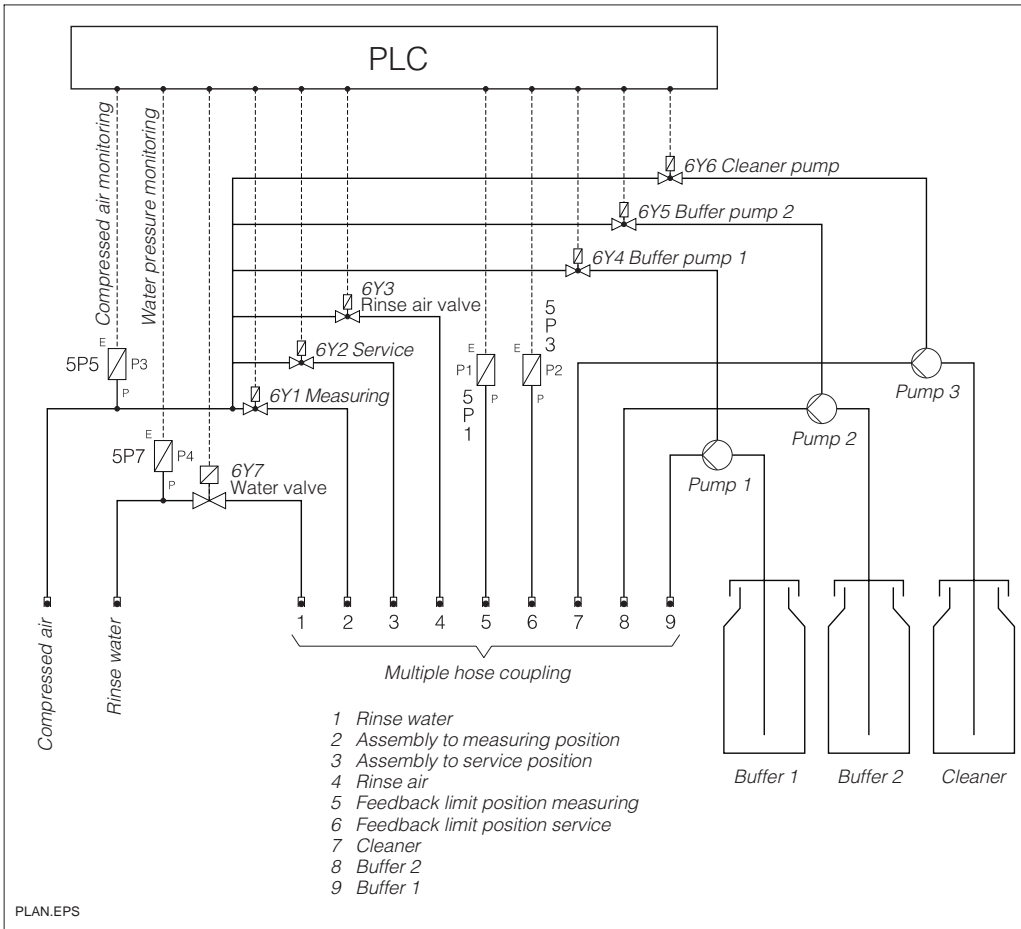 PLC
Compressed air monitoring
Water pressure monitoring
6Y6 Cleaner pump
6Y5 Buffer pump 2
6Y4 Buffer pump 1
6Y3
Rinse air valve
6Y2 Service
6Y1 Measuring
5P5
E
P3
P
5P7
E
P4
P
6Y7
Water valve
E
P1
P
5P1
5P3
E
P2
P
Pump 3
Pump 2
Pump 1
Compressed air
Rinse water
1 2 3 4 5 6 7 8 9
Multiple hose coupling
1 Rinse water
2 Assembly to measuring position
3 Assembly to service position
4 Rinse air
5 Feedback limit position measuring
6 Feedback limit position service
7 Cleaner
8 Buffer 2
9 Buffer 1
Buffer 1
Buffer 2
Cleaner
PLAN.EPS